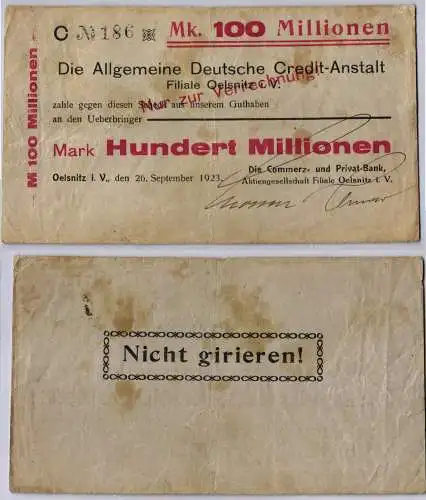 C № 186 Mk. 100 Millionen
M 100 Millionen
Die Allgemeine Deutsche Credit-Anstalt
Filiale Oelsnitz i. V.
Nur zur Verrechnung!
zahle gegen diesen Scheck aus unserem Guthaben
an den Ueberbringer
Mark Hundert Millionen
Oelsnitz i. V., den 26. September 1923.
Die Commerz- und Privat-Bank,
Aktiengesellschaft Filiale Oelsnitz i. V.
Nicht girieren!